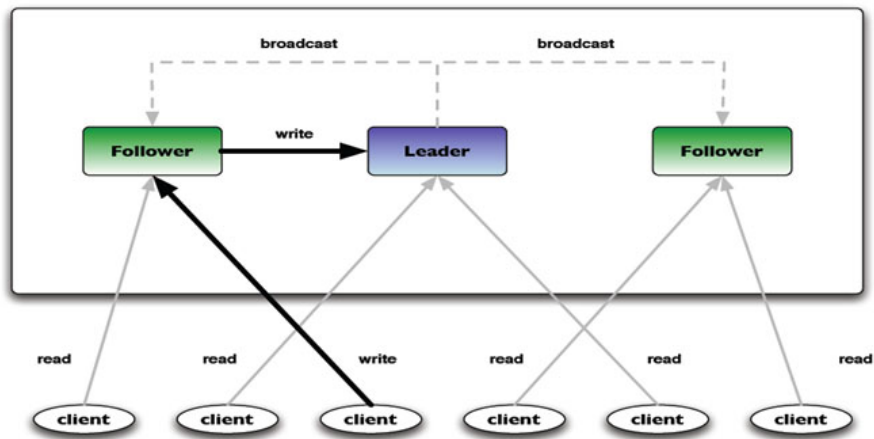 broadcast broadcast
write
Follower Leader Follower
read read write read read read
client client client client client client